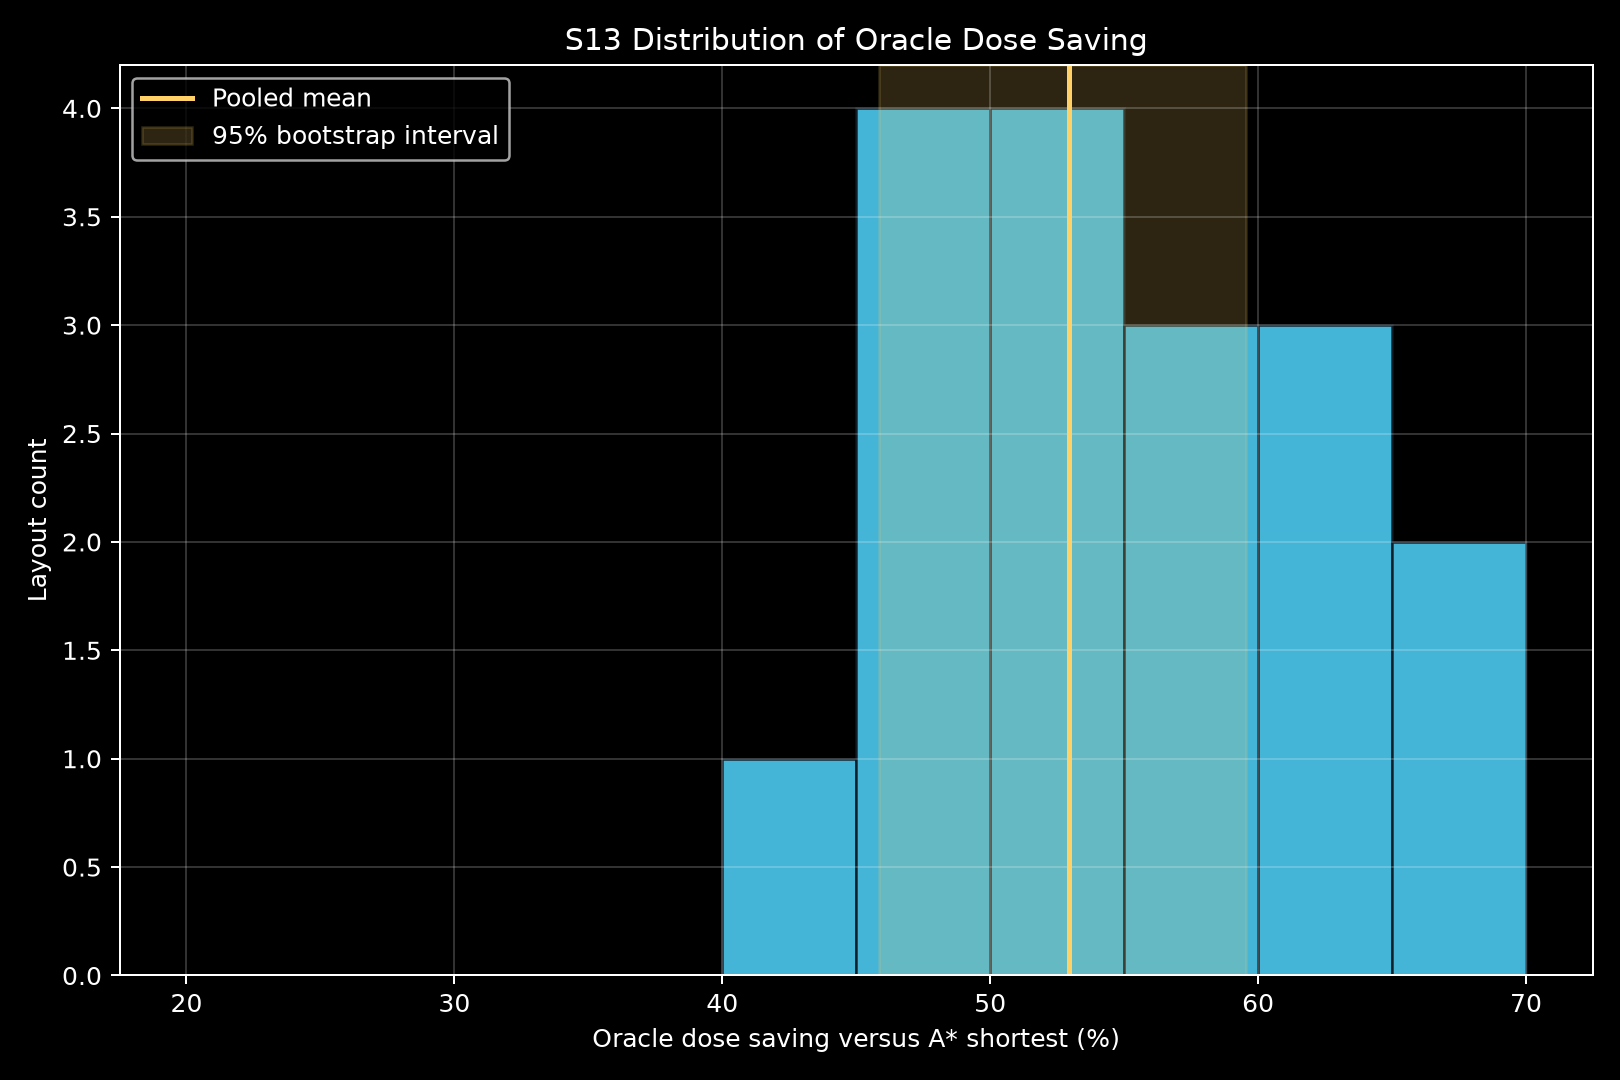 S13 Distribution of Oracle Dose Saving
Pooled mean
95% bootstrap interval
Layout count
4.0
3.5
3.0
2.5
2.0
1.5
1.0
0.5
0.0
20 30 40 50 60 70
Oracle dose saving versus A* shortest (%)